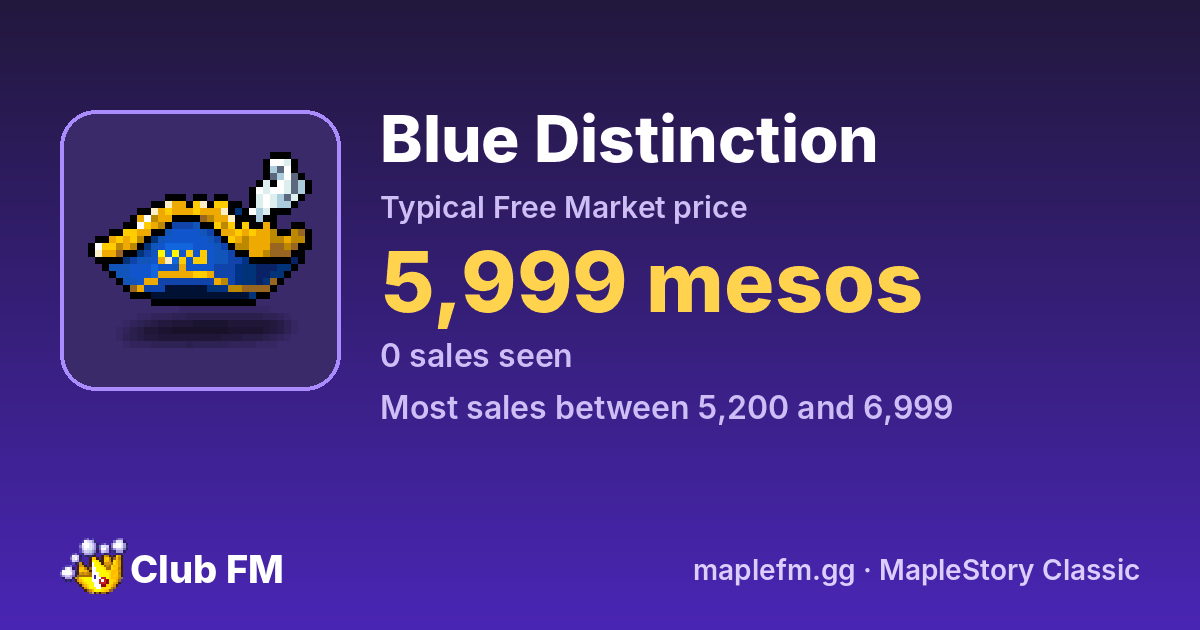 Blue Distinction
Typical Free Market price
5,999 mesos
0 sales seen
Most sales between 5,200 and 6,999
Club FM
maplefm.gg · MapleStory Classic